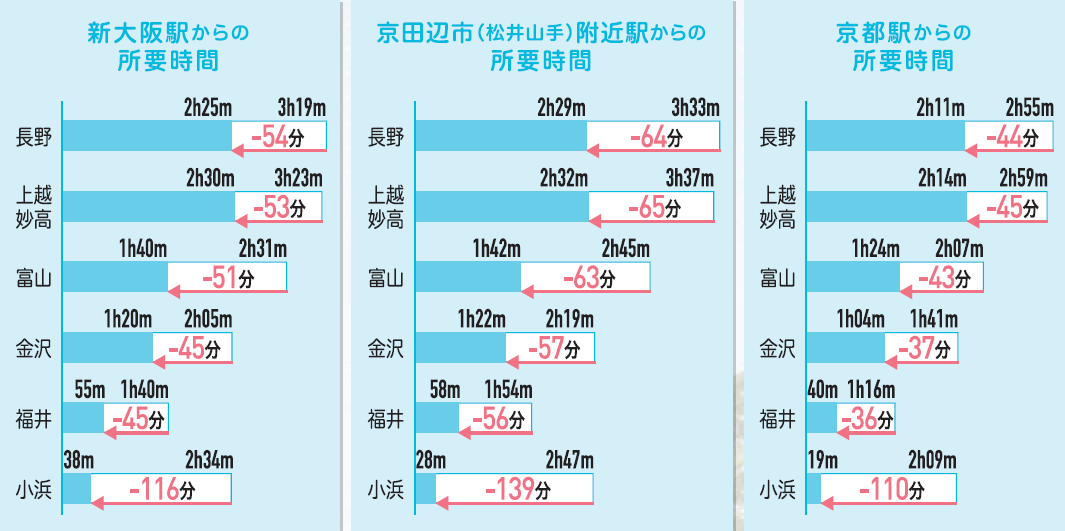 新大阪駅からの
所要時間
2h25m 3h19m
長野 -54分
2h30m 3h23m
上越
妙高 -53分
1h40m 2h31m
富山 -51分
1h20m 2h05m
金沢 -45分
55m 1h40m
福井 -45分
38m 2h34m
小浜 -116分
京田辺市（松井山手）附近駅からの
所要時間
2h29m 3h33m
長野 -64分
2h32m 3h37m
上越
妙高 -65分
1h42m 2h45m
富山 -63分
1h22m 2h19m
金沢 -57分
58m 1h54m
福井 -56分
28m 2h47m
小浜 -139分
京都駅からの
所要時間
2h11m 2h55m
長野 -44分
2h14m 2h59m
上越
妙高 -45分
1h24m 2h07m
富山 -43分
1h04m 1h41m
金沢 -37分
40m 1h16m
福井 -36分
19m 2h09m
小浜 -110分